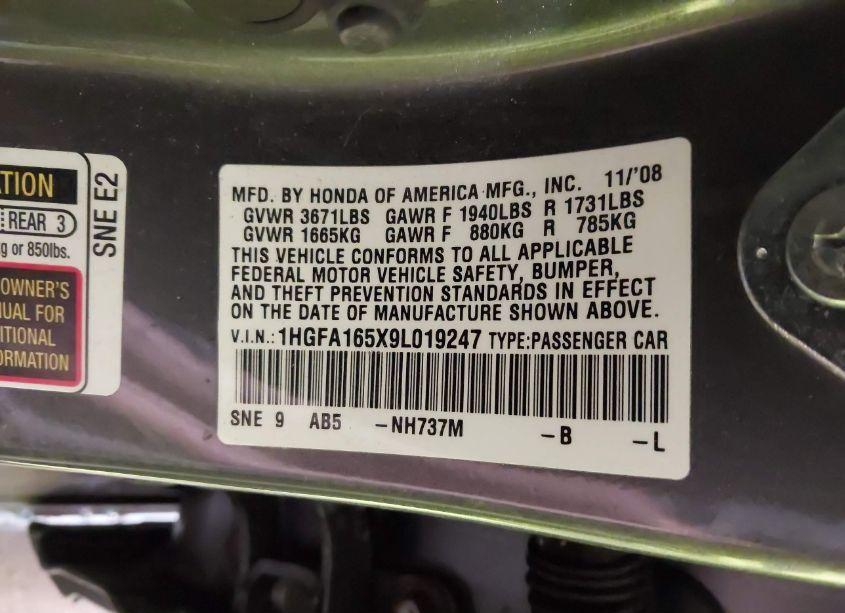 TION
REAR 3
g or 850lbs.
OWNER'S
UAL FOR
ITIONAL
ORMATION
SNE E2
MFD. BY HONDA OF AMERICA MFG., INC. 11/'08
GVWR 3671LBS GAWR F 1940LBS R 1731LBS
GVWR 1665KG GAWR F 880KG R 785KG
THIS VEHICLE CONFORMS TO ALL APPLICABLE
FEDERAL MOTOR VEHICLE SAFETY, BUMPER,
AND THEFT PREVENTION STANDARDS IN EFFECT
ON THE DATE OF MANUFACTURE SHOWN ABOVE.
V.I.N.: 1HGFA165X9L019247 TYPE:PASSENGER CAR
SNE 9 AB5 -NH737M -B -L